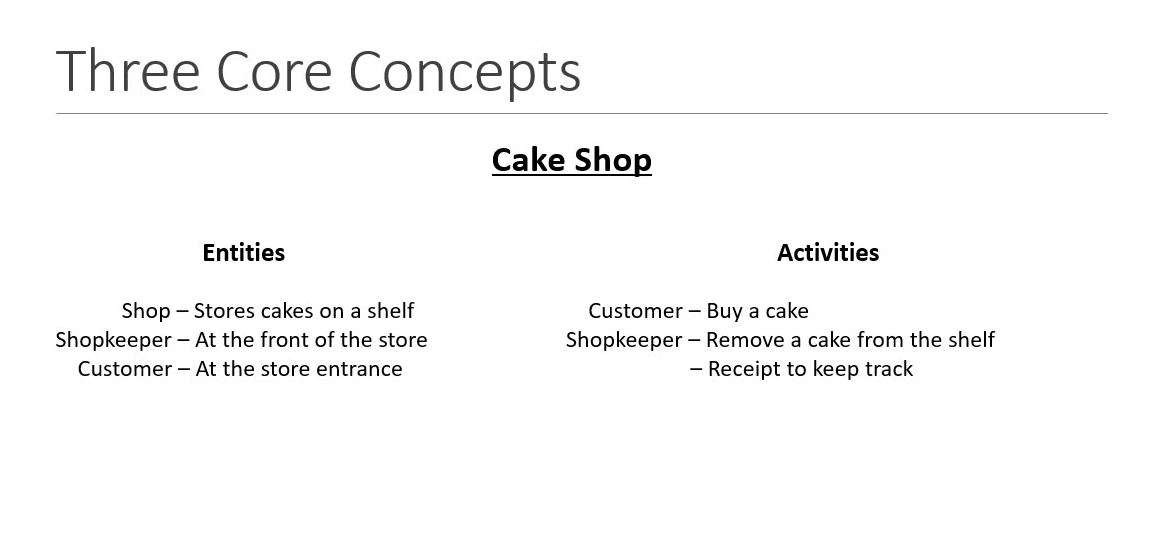 Three Core Concepts
Cake Shop
Entities
Shop – Stores cakes on a shelf
Shopkeeper – At the front of the store
Customer – At the store entrance
Activities
Customer – Buy a cake
Shopkeeper – Remove a cake from the shelf
– Receipt to keep track